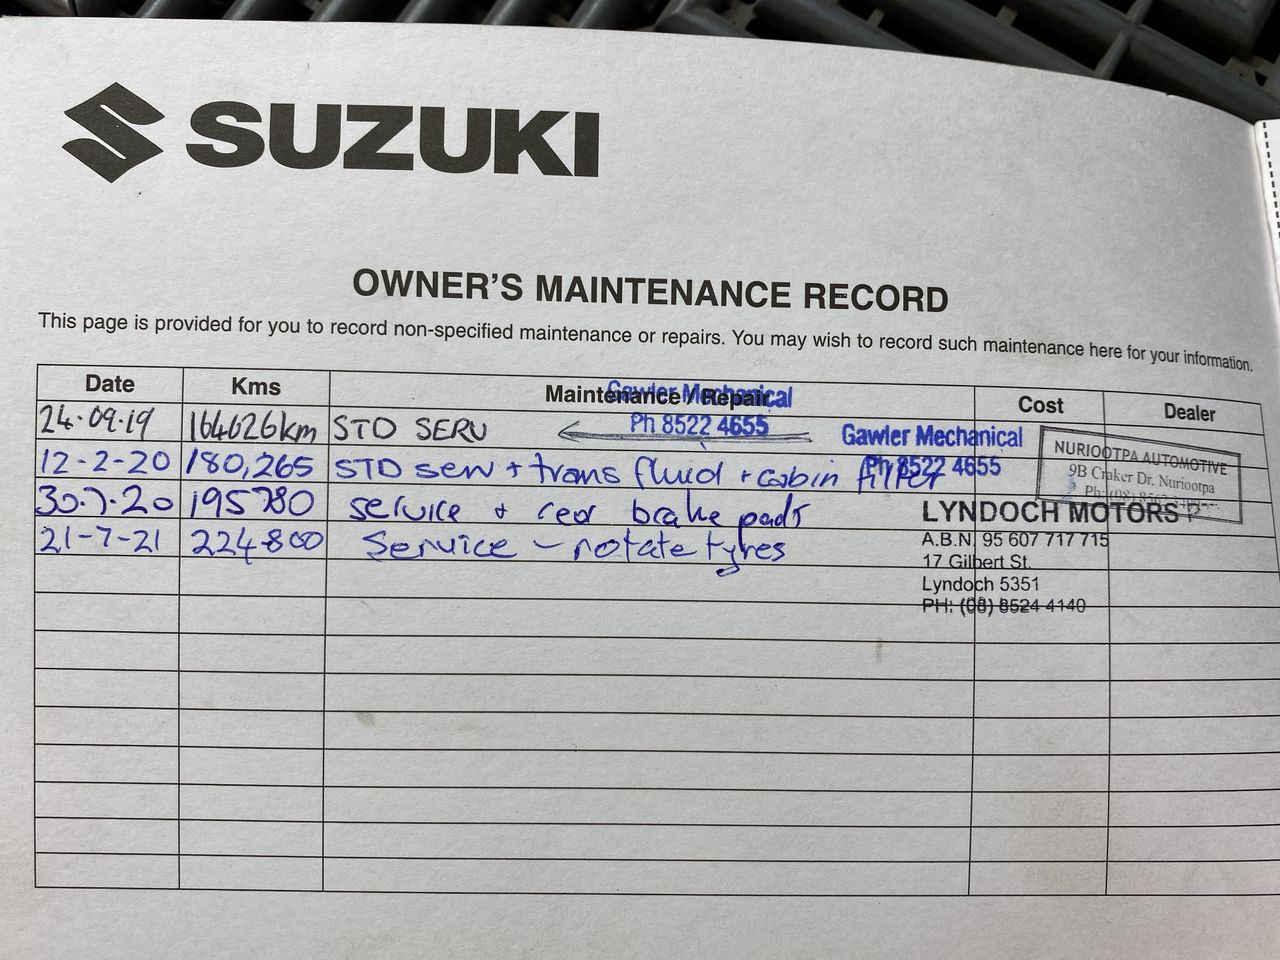 SUZUKI
OWNER'S MAINTENANCE RECORD
This page is provided for you to record non-specified maintenance or repairs. You may wish to record such maintenance here for your information.
Date Kms Maintenance / Repair Cost Dealer
Gawler Mechanical
Ph 8522 4655
24.09.19 164626km STD SERV
Gawler Mechanical
Ph 8522 4655
12-2-20 180,265 STD serv + trans fluid + cabin filter
NURIOOTPA AUTOMOTIVE
9B Craker Dr. Nuriootpa
Ph: (08)
30.7.20 195780 service + rear brake pads
21-7-21 224800 Service - rotate tyres
LYNDOCH MOTORS
A.B.N. 95 607 717 715
17 Gilbert St.
Lyndoch 5351
PH: (08) 8524 4140